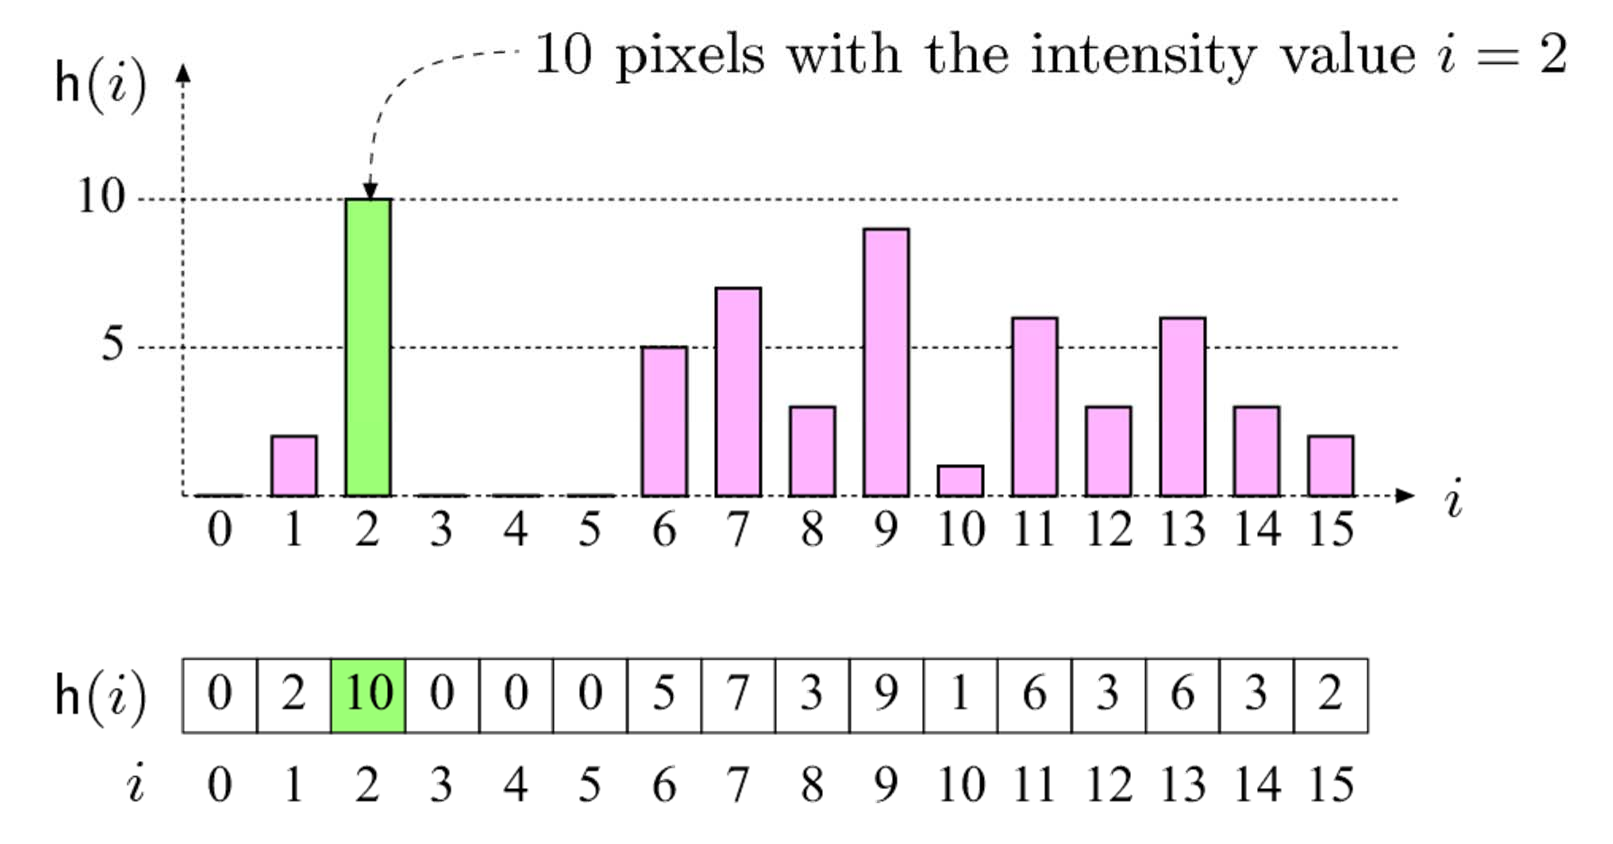 10 pixels with the intensity value i = 2
h(i)
10
5
0 1 2 3 4 5 6 7 8 9 10 11 12 13 14 15 i
h(i) 0 2 10 0 0 0 5 7 3 9 1 6 3 6 3 2
i 0 1 2 3 4 5 6 7 8 9 10 11 12 13 14 15